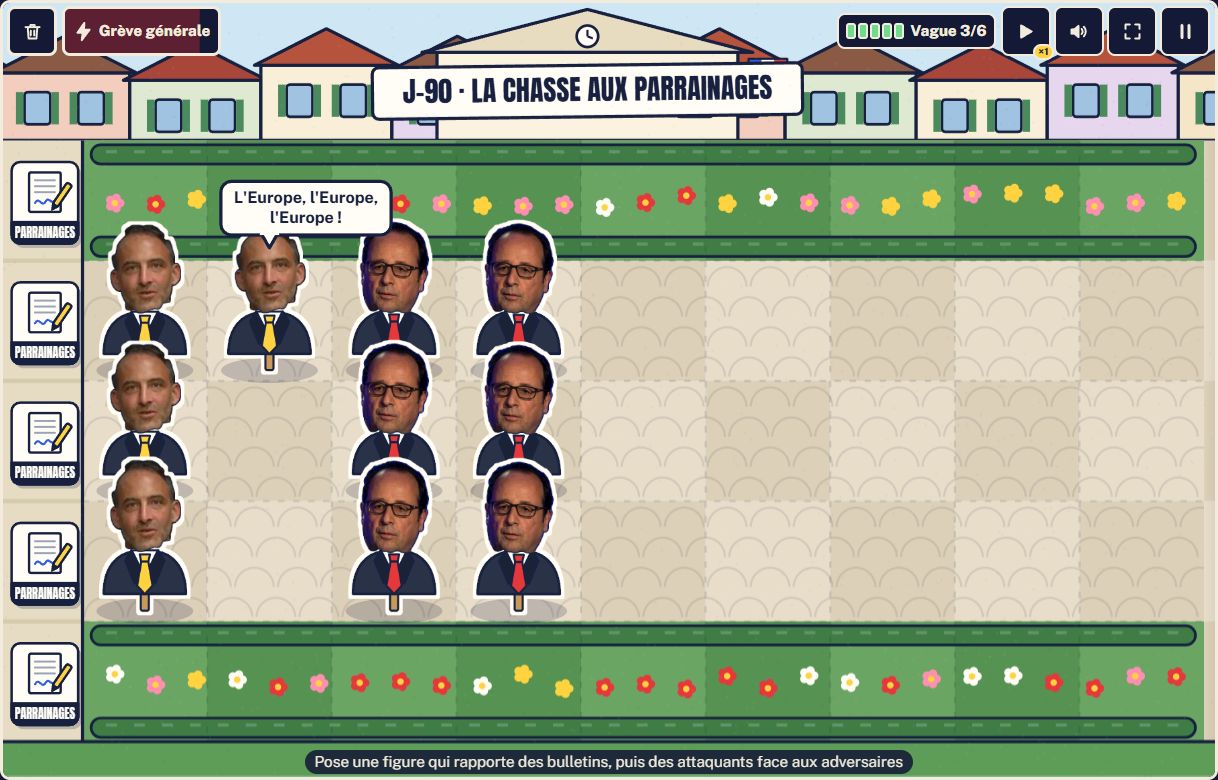 Grève générale
Vague 3/6
×1
J-90 · LA CHASSE AUX PARRAINAGES
L'Europe, l'Europe,
l'Europe !
PARRAINAGES
PARRAINAGES
PARRAINAGES
PARRAINAGES
PARRAINAGES
Pose une figure qui rapporte des bulletins, puis des attaquants face aux adversaires